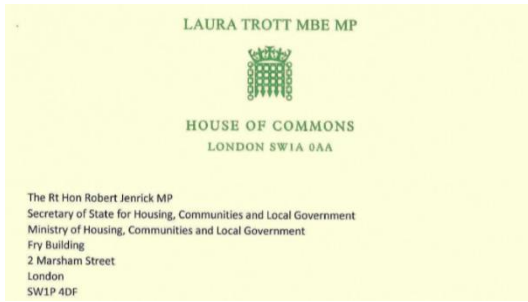 LAURA TROTT MBE MP
HOUSE OF COMMONS
LONDON SW1A 0AA
The Rt Hon Robert Jenrick MP
Secretary of State for Housing, Communities and Local Government
Ministry of Housing, Communities and Local Government
Fry Building
2 Marsham Street
London
SW1P 4DF